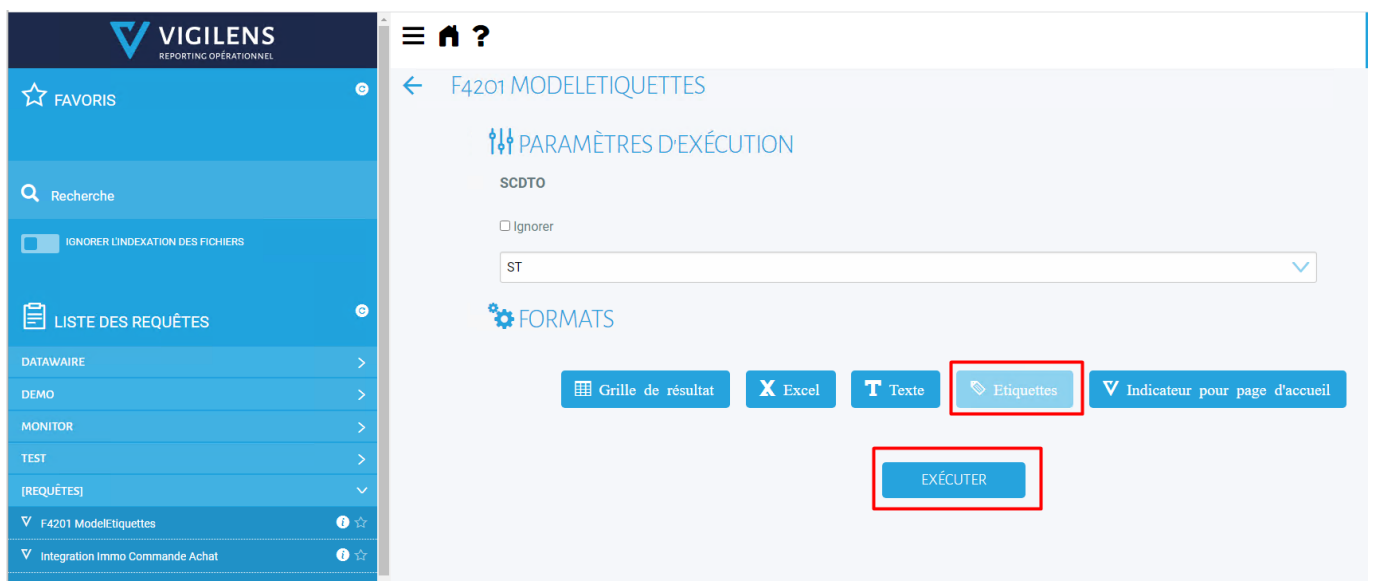 VIGILENS
REPORTING OPÉRATIONNEL
FAVORIS
Recherche
IGNORER L'INDEXATION DES FICHIERS
LISTE DES REQUÊTES
DATAWAIRE
DEMO
MONITOR
TEST
[REQUÊTES]
F4201 ModelEtiquettes
Integration Immo Commande Achat
?
F4201 MODELETIQUETTES
PARAMÈTRES D'EXÉCUTION
SCDTO
Ignorer
ST
FORMATS
Grille de résultat
X Excel
T Texte
Etiquettes
Indicateur pour page d'accueil
EXÉCUTER